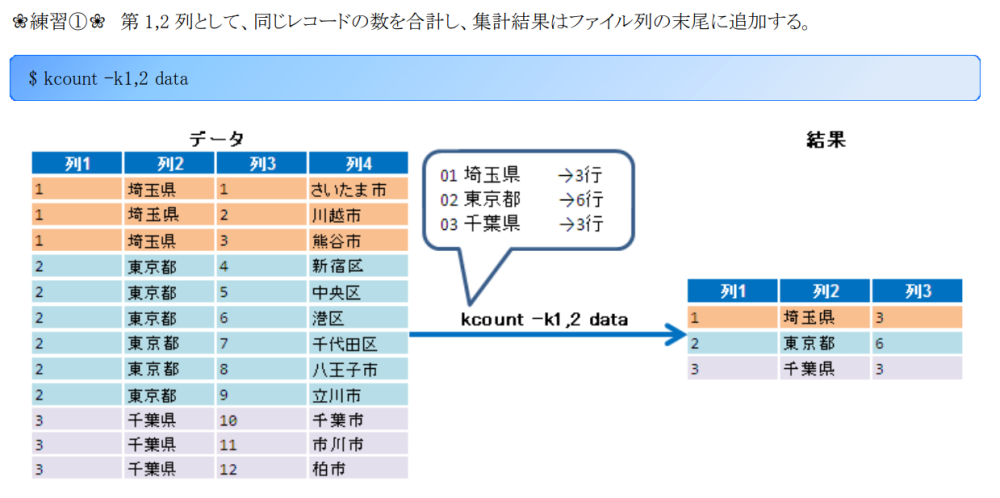 ❀練習①❀ 第1,2列として、同じレコードの数を合計し、集計結果はファイル列の末尾に追加する。
$ kcount -k1,2 data
データ
列1 列2 列3 列4
1 埼玉県 1 さいたま市
1 埼玉県 2 川越市
1 埼玉県 3 熊谷市
2 東京都 4 新宿区
2 東京都 5 中央区
2 東京都 6 港区
2 東京都 7 千代田区
2 東京都 8 八王子市
2 東京都 9 立川市
3 千葉県 10 千葉市
3 千葉県 11 市川市
3 千葉県 12 柏市
01 埼玉県 →3行
02 東京都 →6行
03 千葉県 →3行
kcount -k1,2 data
結果
列1 列2 列3
1 埼玉県 3
2 東京都 6
3 千葉県 3